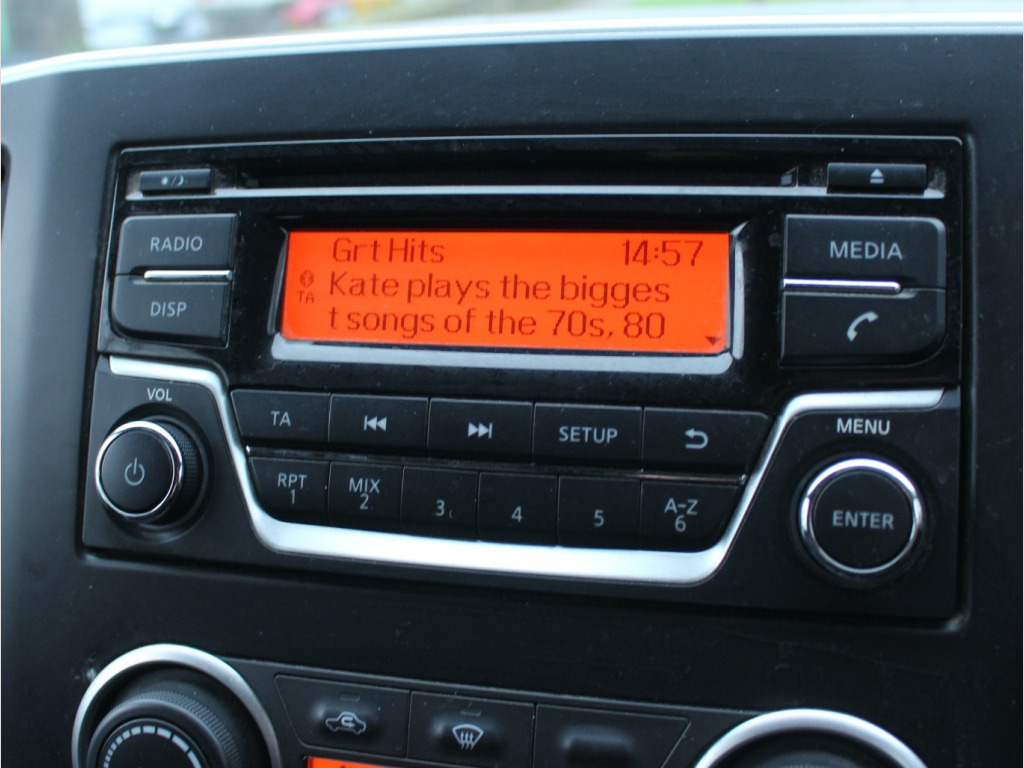 RADIO
DISP
Grt Hits 14:57
TA
Kate plays the bigges
t songs of the 70s, 80
MEDIA
VOL
TA
SETUP
MENU
RPT
1
MIX
2
3
4
5
A-Z
6
ENTER